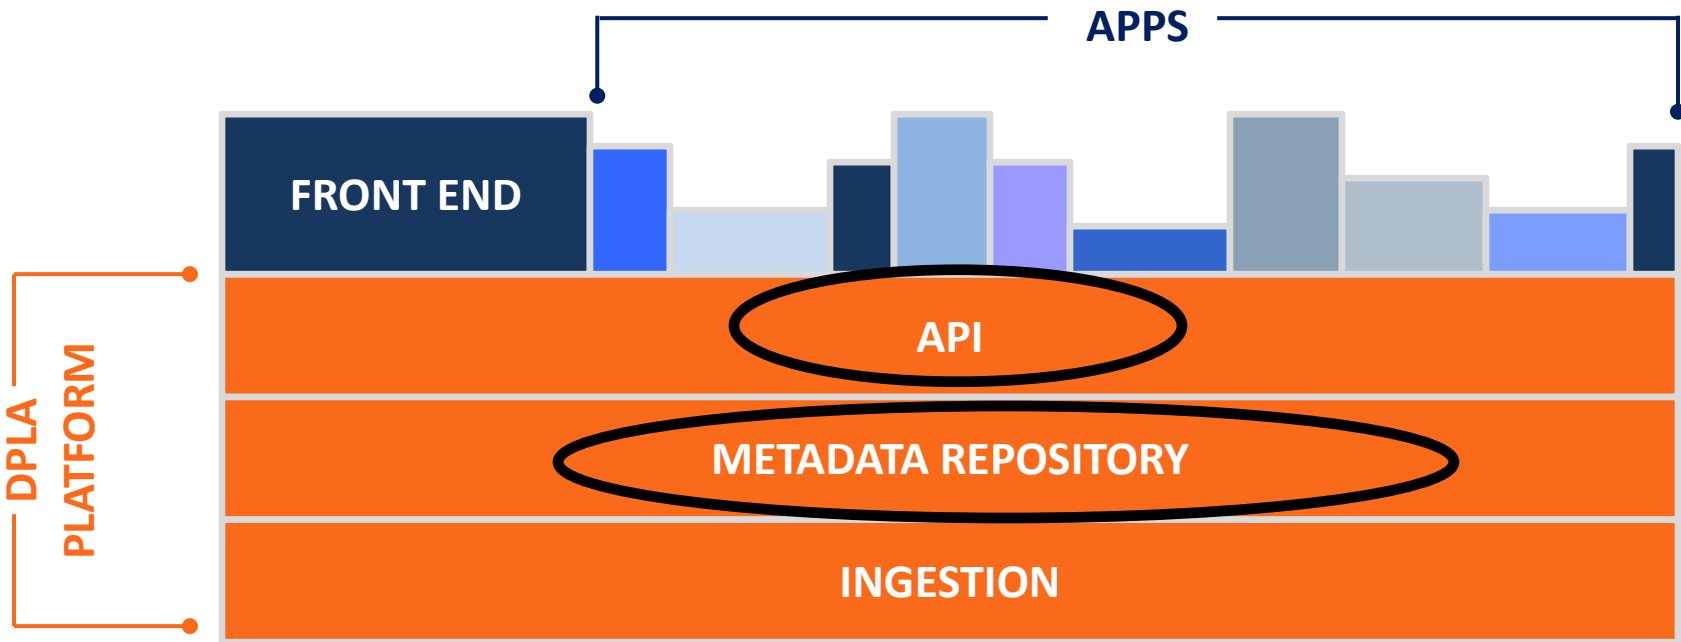 APPS
FRONT END
API
DPLA
PLATFORM
METADATA REPOSITORY
INGESTION